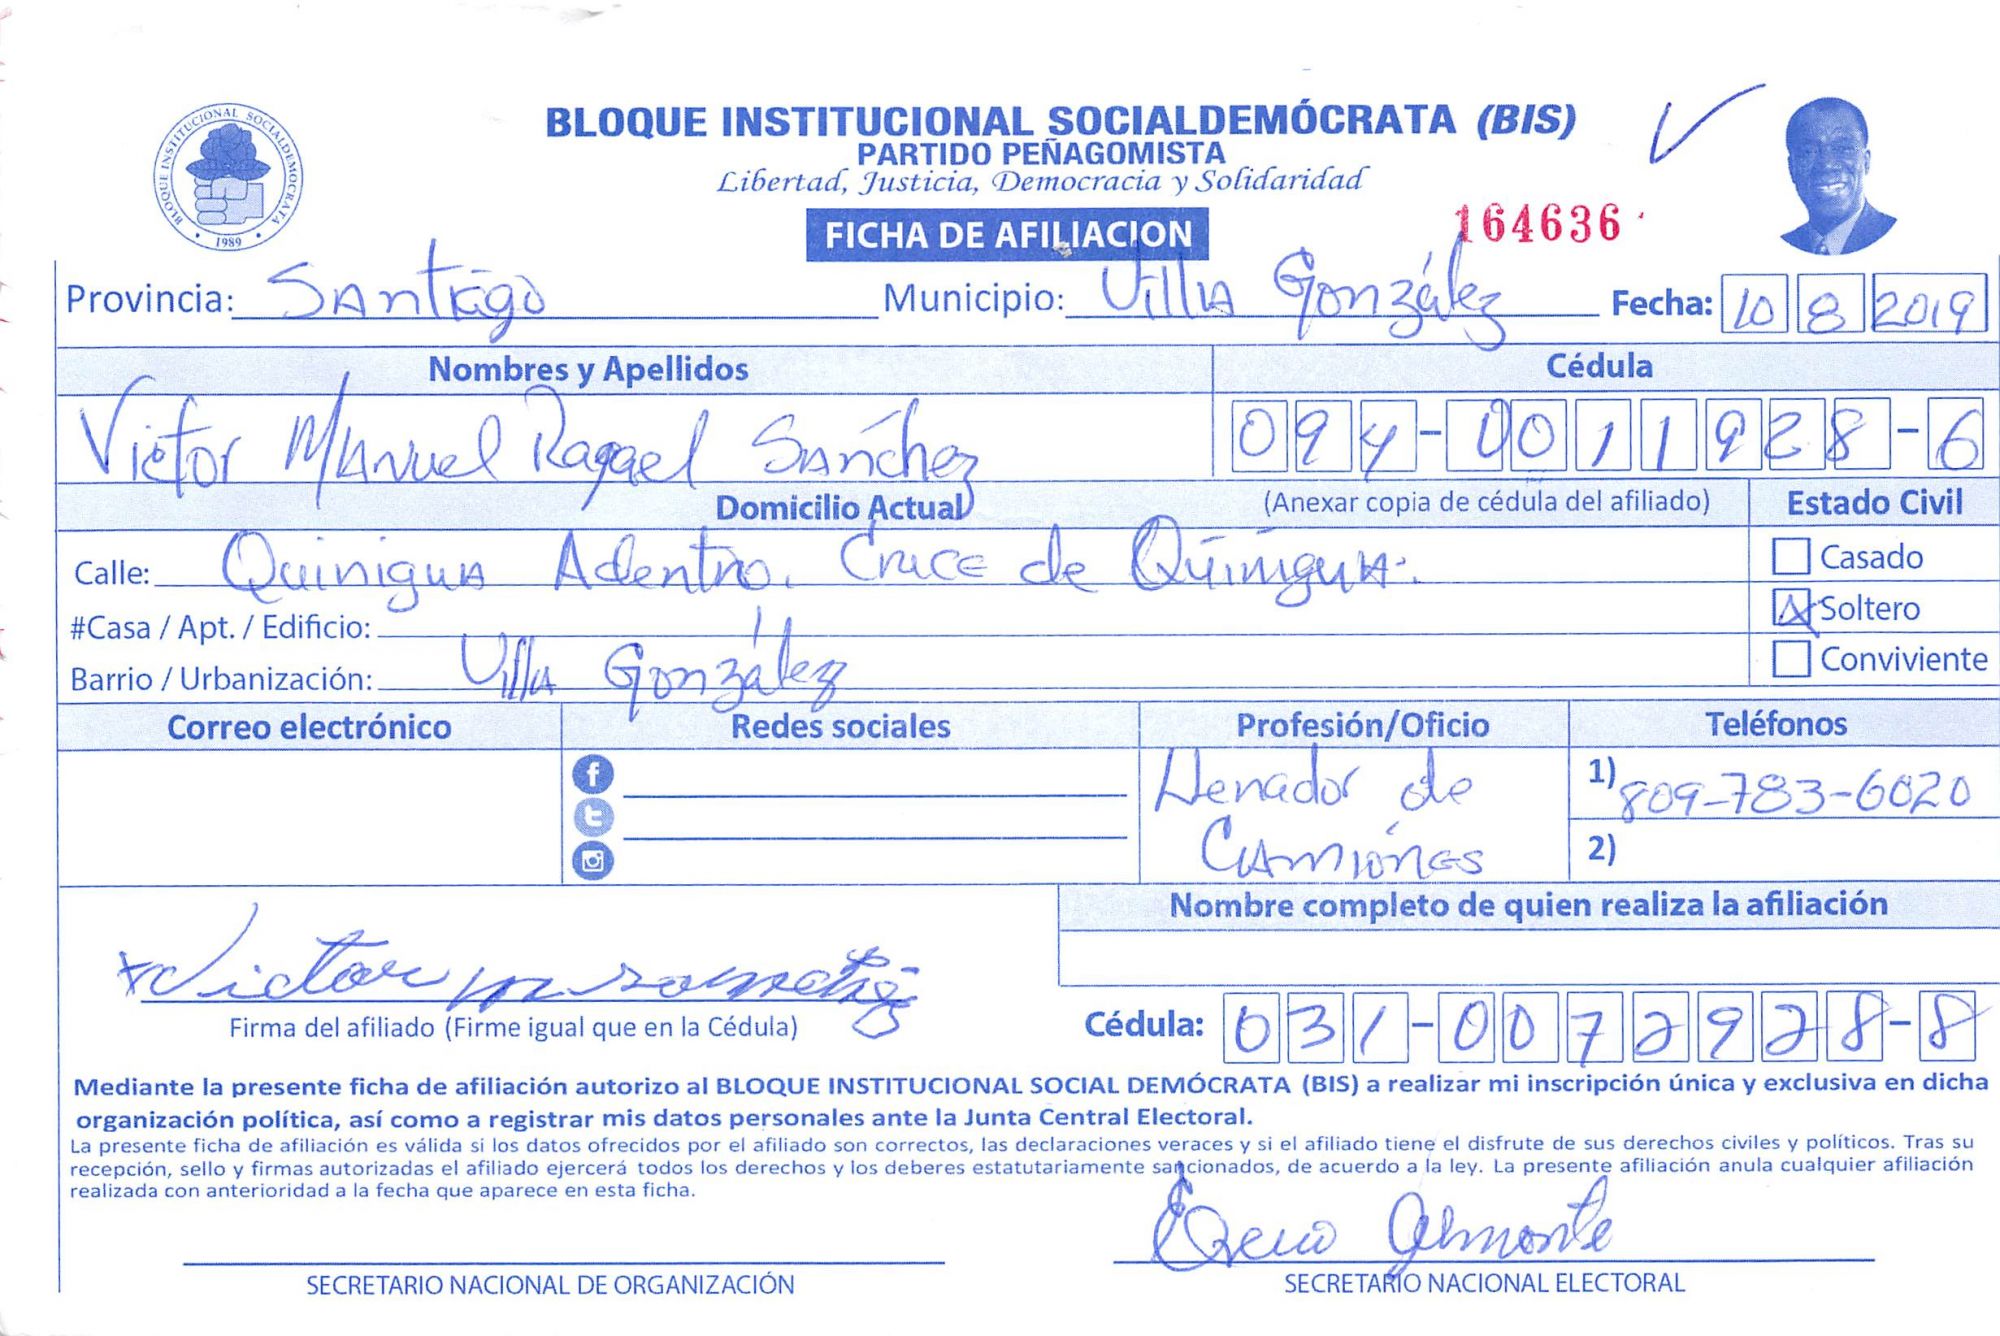 BLOQUE INSTITUCIONAL SOCIALDEMÓCRATA
1989
BLOQUE INSTITUCIONAL SOCIALDEMÓCRATA (BIS)
PARTIDO PEÑAGOMISTA
Libertad, Justicia, Democracia y Solidaridad
FICHA DE AFILIACION
164636
Provincia: SAntiago Municipio: VillA González Fecha: 10 8 2019
Nombres y Apellidos Cédula
Victor MAnuel Rafael SAnchez 094-0011928-6
Domicilio Actual (Anexar copia de cédula del afiliado) Estado Civil
Calle: QuiniguA Adentro. Cruce de QuiniguA. Casado
#Casa / Apt. / Edificio: Soltero
Barrio / Urbanización: VillA González Conviviente
Correo electrónico Redes sociales Profesión/Oficio Teléfonos
Llenador de 1) 809-783-6020
CAmiones 2)
Nombre completo de quien realiza la afiliación
Victor m
Firma del afiliado (Firme igual que en la Cédula) Cédula: 031-0072928-8
Mediante la presente ficha de afiliación autorizo al BLOQUE INSTITUCIONAL SOCIAL DEMÓCRATA (BIS) a realizar mi inscripción única y exclusiva en dicha
organización política, así como a registrar mis datos personales ante la Junta Central Electoral.
La presente ficha de afiliación es válida si los datos ofrecidos por el afiliado son correctos, las declaraciones veraces y si el afiliado tiene el disfrute de sus derechos civiles y políticos. Tras su
recepción, sello y firmas autorizadas el afiliado ejercerá todos los derechos y los deberes estatutariamente sancionados, de acuerdo a la ley. La presente afiliación anula cualquier afiliación
realizada con anterioridad a la fecha que aparece en esta ficha.
Almonte
SECRETARIO NACIONAL DE ORGANIZACIÓN SECRETARIO NACIONAL ELECTORAL